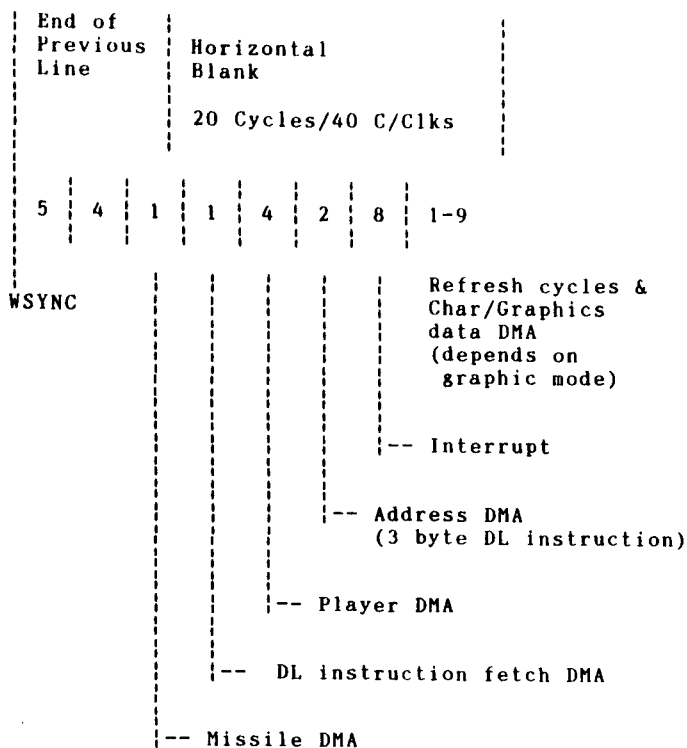 End of
Previous
Line
Horizontal
Blank
20 Cycles/40 C/Clks
5 4 1 1 4 2 8 1-9
WSYNC
Refresh cycles &
Char/Graphics
data DMA
(depends on
graphic mode)
-- Interrupt
-- Address DMA
(3 byte DL instruction)
-- Player DMA
-- DL instruction fetch DMA
-- Missile DMA